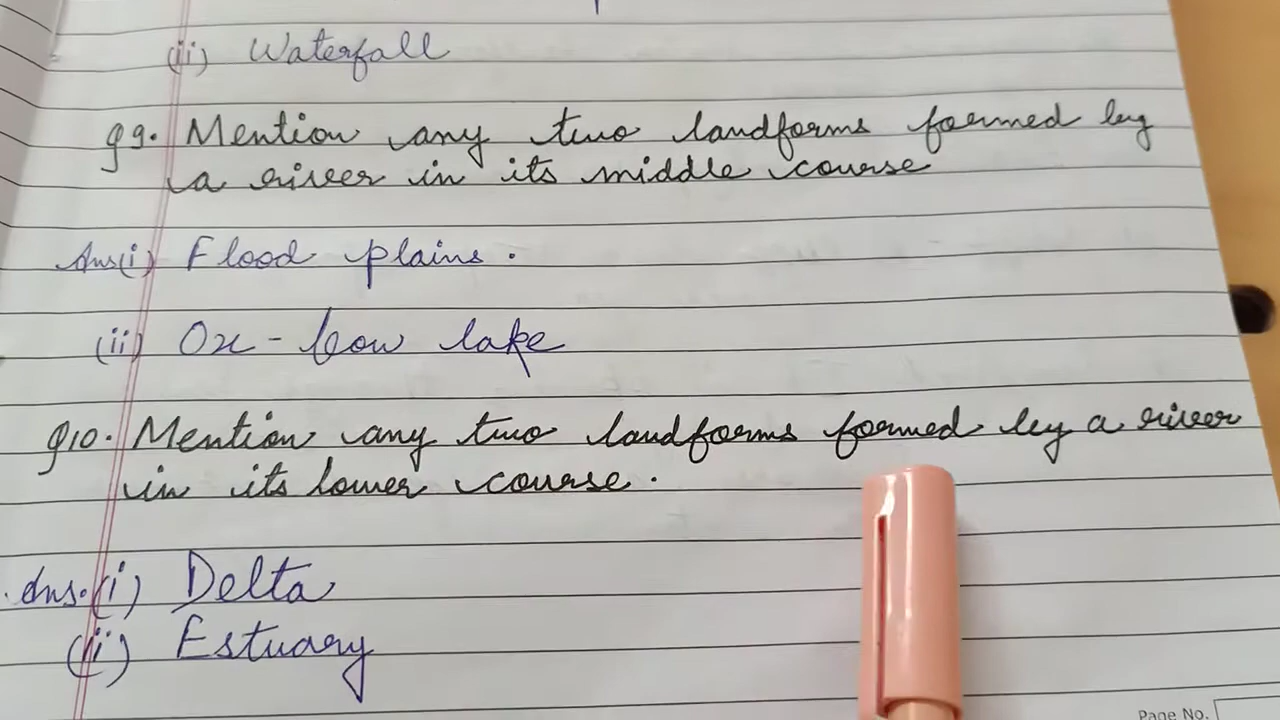 (ii) Waterfall
Q9. Mention any two landforms formed by
a river in its middle course
Ans(i) Flood plains.
(ii) Ox-bow lake
Q10. Mention any two landforms formed by a river
in its lower course.
Ans.(i) Delta
(ii) Estuary
Page No.